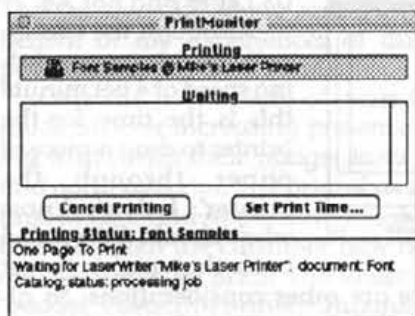 PrintMonitor
Printing
Font Samples @ Mike's Laser Printer
Waiting
Cancel Printing
Set Print Time...
Printing Status: Font Samples
One Page To Print
Waiting for LaserWriter "Mike's Laser Printer"; document: Font
Catalog, status: processing job